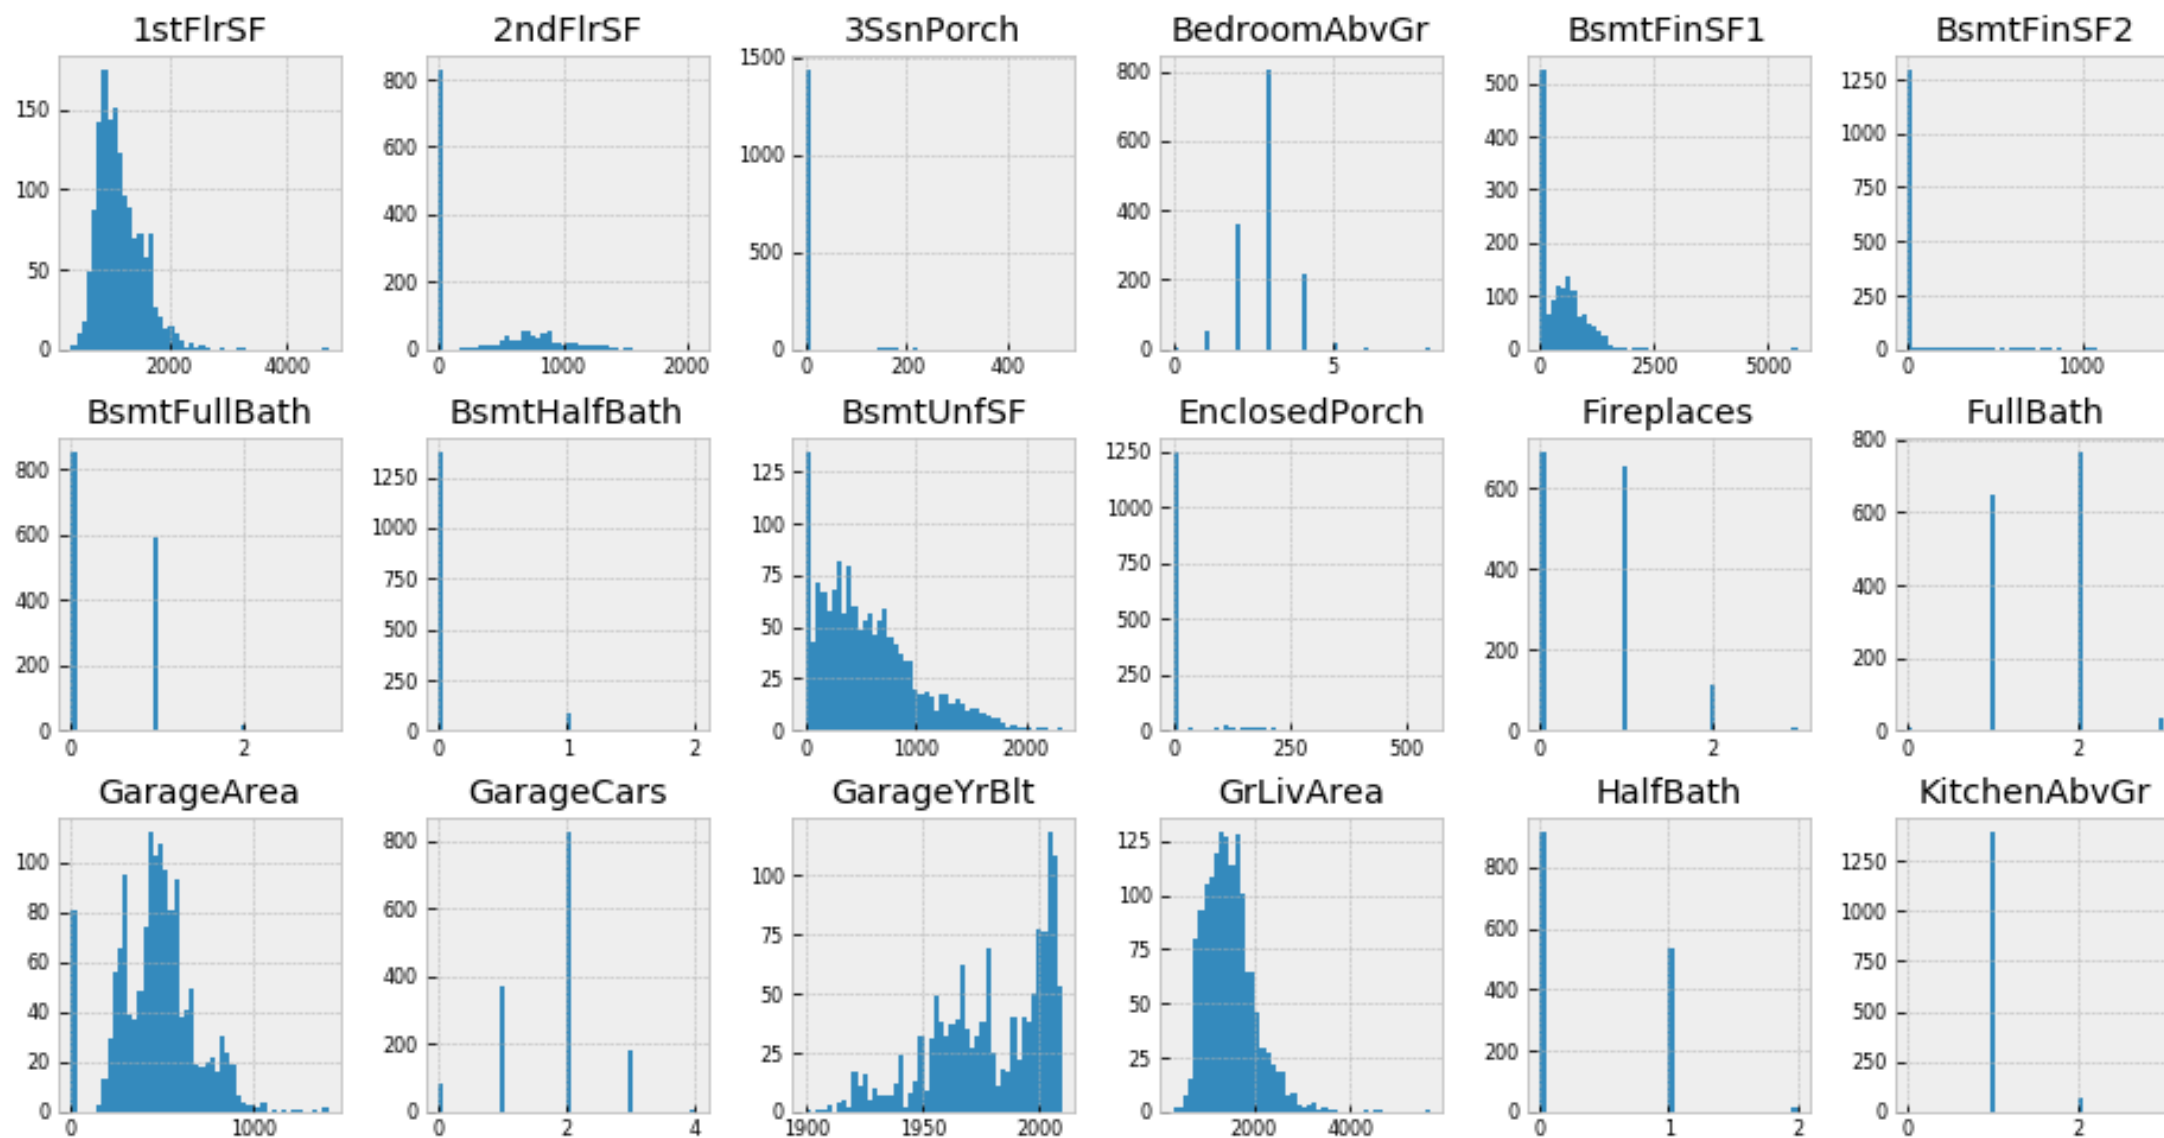 1stFlrSF 2ndFlrSF 3SsnPorch BedroomAbvGr BsmtFinSF1 BsmtFinSF2
150 100 50 0
2000 4000
800 600 400 200 0
0 1000 2000
1500 1000 500 0
0 200 400
800 600 400 200 0
0 5
500 400 300 200 100 0
0 2500 5000
1250 1000 750 500 250 0
0 1000
BsmtFullBath BsmtHalfBath BsmtUnfSF EnclosedPorch Fireplaces FullBath
800 600 400 200 0
0 2
1250 1000 750 500 250 0
0 1 2
125 100 75 50 25 0
0 1000 2000
1250 1000 750 500 250 0
0 250 500
600 400 200 0
0 2
800 600 400 200 0
0 2
GarageArea GarageCars GarageYrBlt GrLivArea HalfBath KitchenAbvGr
100 80 60 40 20 0
0 1000
800 600 400 200 0
0 2 4
100 75 50 25 0
1900 1950 2000
125 100 75 50 25 0
2000 4000
800 600 400 200 0
0 1 2
1250 1000 750 500 250 0
0 2